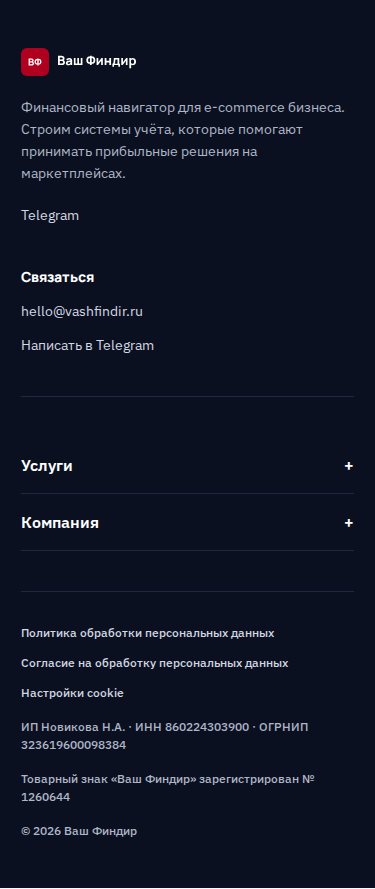 ВФ Ваш Финдир
Финансовый навигатор для e-commerce бизнеса.
Строим системы учёта, которые помогают
принимать прибыльные решения на
маркетплейсах.
Telegram
Связаться
hello@vashfindir.ru
Написать в Telegram
Услуги +
Компания +
Политика обработки персональных данных
Согласие на обработку персональных данных
Настройки cookie
ИП Новикова Н.А. · ИНН 860224303900 · ОГРНИП
323619600098384
Товарный знак «Ваш Финдир» зарегистрирован №
1260644
© 2026 Ваш Финдир